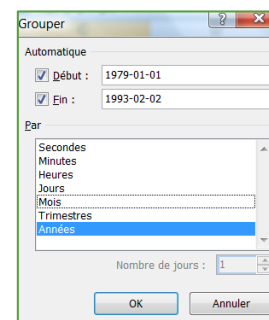 Grouper
Automatique
Début : 1979-01-01
Fin : 1993-02-02
Par
Secondes
Minutes
Heures
Jours
Mois
Trimestres
Années
Nombre de jours : 1
OK Annuler